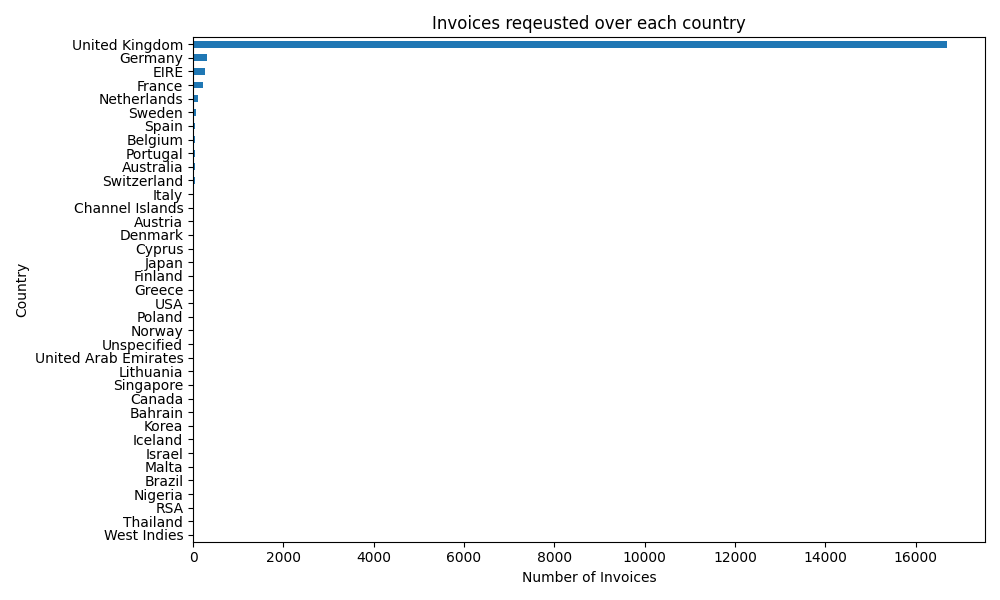 Invoices reqeusted over each country
United Kingdom
Germany
EIRE
France
Netherlands
Sweden
Spain
Belgium
Portugal
Australia
Switzerland
Italy
Channel Islands
Austria
Denmark
Cyprus
Japan
Finland
Greece
USA
Poland
Norway
Unspecified
United Arab Emirates
Lithuania
Singapore
Canada
Bahrain
Korea
Iceland
Israel
Malta
Brazil
Nigeria
RSA
Thailand
West Indies
Country
0 2000 4000 6000 8000 10000 12000 14000 16000
Number of Invoices